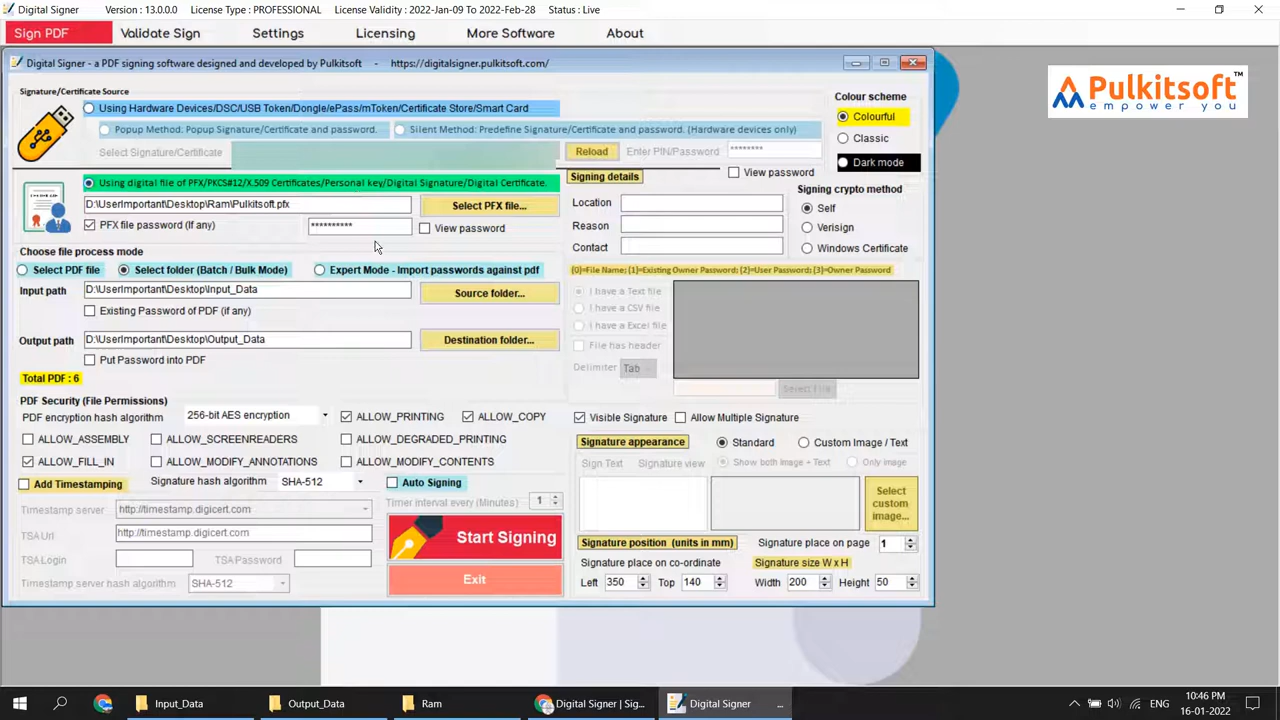 Digital Signer - Version : 13.0.0.0 License Type : PROFESSIONAL License Validity : 2022-Jan-09 To 2022-Feb-28 Status : Live
Sign PDF Validate Sign Settings Licensing More Software About
Digital Signer - a PDF signing software designed and developed by Pulkitsoft - https://digitalsigner.pulkitsoft.com/
Pulkitsoft™
empower you
Signature/Certificate Source
Using Hardware Devices/DSC/USB Token/Dongle/ePass/mToken/Certificate Store/Smart Card
Popup Method: Popup Signature/Certificate and password. Silent Method: Predefine Signature/Certificate and password. (Hardware devices only)
Select Signature/Certificate Reload Enter PIN/Password ********
View password
Colour scheme
Colourful
Classic
Dark mode
Using digital file of PFX/PKCS#12/X.509 Certificates/Personal key/Digital Signature/Digital Certificate.
D:\UserImportant\Desktop\Ram\Pulkitsoft.pfx Select PFX file...
PFX file password (If any) ********** View password
Signing details
Location
Reason
Contact
Signing crypto method
Self
Verisign
Windows Certificate
Choose file process mode
Select PDF file Select folder (Batch / Bulk Mode) Expert Mode - Import passwords against pdf
Input path D:\UserImportant\Desktop\Input_Data Source folder...
Existing Password of PDF (if any)
Output path D:\UserImportant\Desktop\Output_Data Destination folder...
Put Password into PDF
Total PDF : 6
{0}=File Name; {1}=Existing Owner Password; {2}=User Password; {3}=Owner Password
I have a Text file
I have a CSV file
I have a Excel file
File has header
Delimiter Tab
Select File
PDF Security (File Permissions)
PDF encryption hash algorithm 256-bit AES encryption ALLOW_PRINTING ALLOW_COPY
ALLOW_ASSEMBLY ALLOW_SCREENREADERS ALLOW_DEGRADED_PRINTING
ALLOW_FILL_IN ALLOW_MODIFY_ANNOTATIONS ALLOW_MODIFY_CONTENTS
Add Timestamping Signature hash algorithm SHA-512 Auto Signing
Timestamp server http://timestamp.digicert.com Timer interval every (Minutes) 1
TSA Url http://timestamp.digicert.com
TSA Login TSA Password
Timestamp server hash algorithm SHA-512
Start Signing
Exit
Visible Signature Allow Multiple Signature
Signature appearance Standard Custom Image / Text
Sign Text Signature view Show both Image + Text Only image
Select
custom
image...
Signature position (units in mm) Signature place on page 1
Signature place on co-ordinate Signature size W x H
Left 350 Top 140 Width 200 Height 50
Input_Data Output_Data Ram Digital Signer | Sig... Digital Signer ... ENG 10:46 PM
16-01-2022